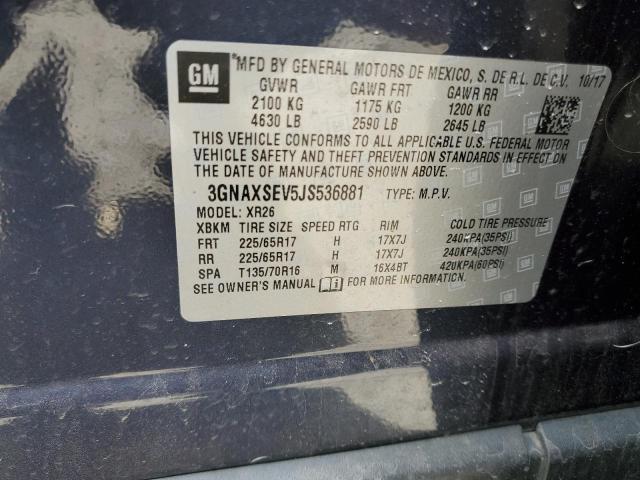 GM
*MFD BY GENERAL MOTORS DE MEXICO, S. DE R.L. DE C.V. 10/17
GVWR GAWR FRT GAWR RR
2100 KG 1175 KG 1200 KG
4630 LB 2590 LB 2645 LB
THIS VEHICLE CONFORMS TO ALL APPLICABLE U.S. FEDERAL MOTOR
VEHICLE SAFETY AND THEFT PREVENTION STANDARDS IN EFFECT ON
THE DATE OF MANUFACTURE SHOWN ABOVE.
3GNAXSEV5JS536881 TYPE: M.P.V.
MODEL: XR26
XBKM TIRE SIZE SPEED RTG RIM COLD TIRE PRESSURE
FRT 225/65R17 H 17X7J 240KPA(35PSI)
RR 225/65R17 H 17X7J 240KPA(35PSI)
SPA T135/70R16 M 16X4BT 420KPA(60PSI)
SEE OWNER'S MANUAL FOR MORE INFORMATION.